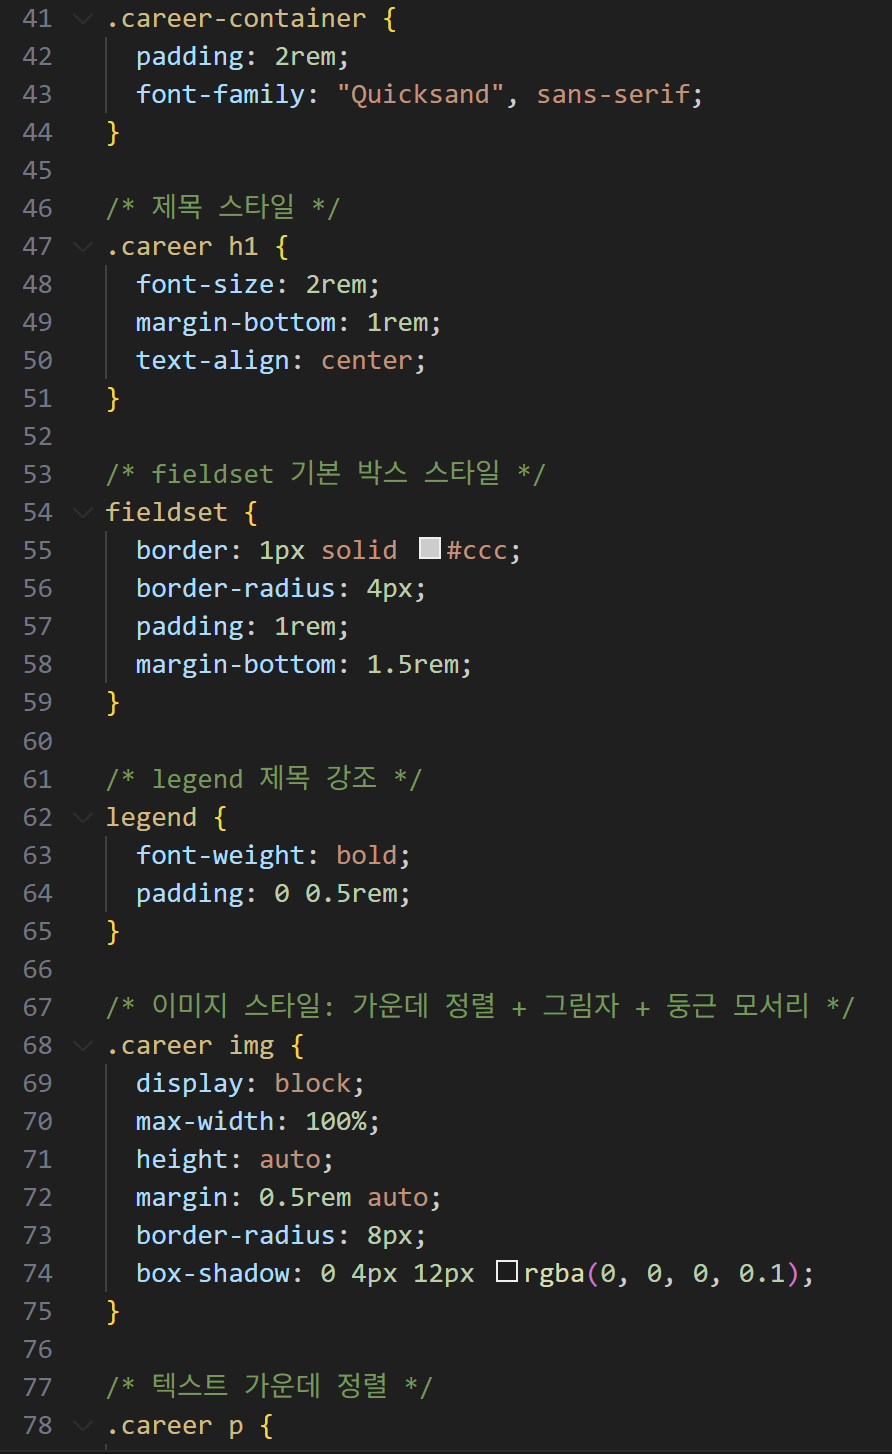 41 .career-container {
42 padding: 2rem;
43 font-family: "Quicksand", sans-serif;
44 }
45
46 /* 제목 스타일 */
47 .career h1 {
48 font-size: 2rem;
49 margin-bottom: 1rem;
50 text-align: center;
51 }
52
53 /* fieldset 기본 박스 스타일 */
54 fieldset {
55 border: 1px solid #ccc;
56 border-radius: 4px;
57 padding: 1rem;
58 margin-bottom: 1.5rem;
59 }
60
61 /* legend 제목 강조 */
62 legend {
63 font-weight: bold;
64 padding: 0 0.5rem;
65 }
66
67 /* 이미지 스타일: 가운데 정렬 + 그림자 + 둥근 모서리 */
68 .career img {
69 display: block;
70 max-width: 100%;
71 height: auto;
72 margin: 0.5rem auto;
73 border-radius: 8px;
74 box-shadow: 0 4px 12px rgba(0, 0, 0, 0.1);
75 }
76
77 /* 텍스트 가운데 정렬 */
78 .career p {